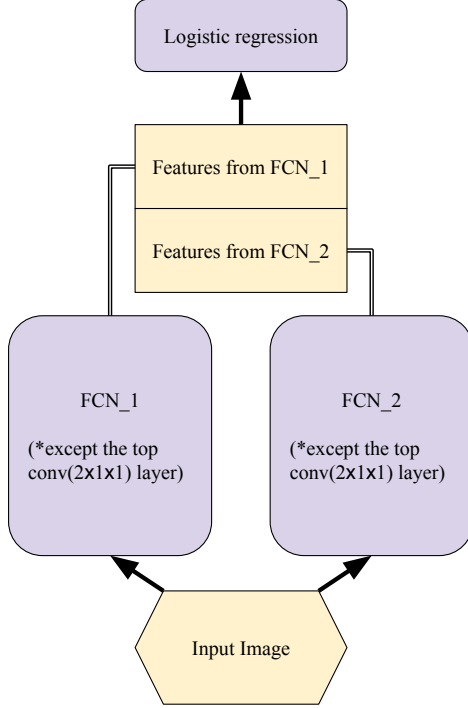 Logistic regression
Features from FCN_1
Features from FCN_2
FCN_1
(*except the top
conv(2x1x1) layer)
FCN_2
(*except the top
conv(2x1x1) layer)
Input Image